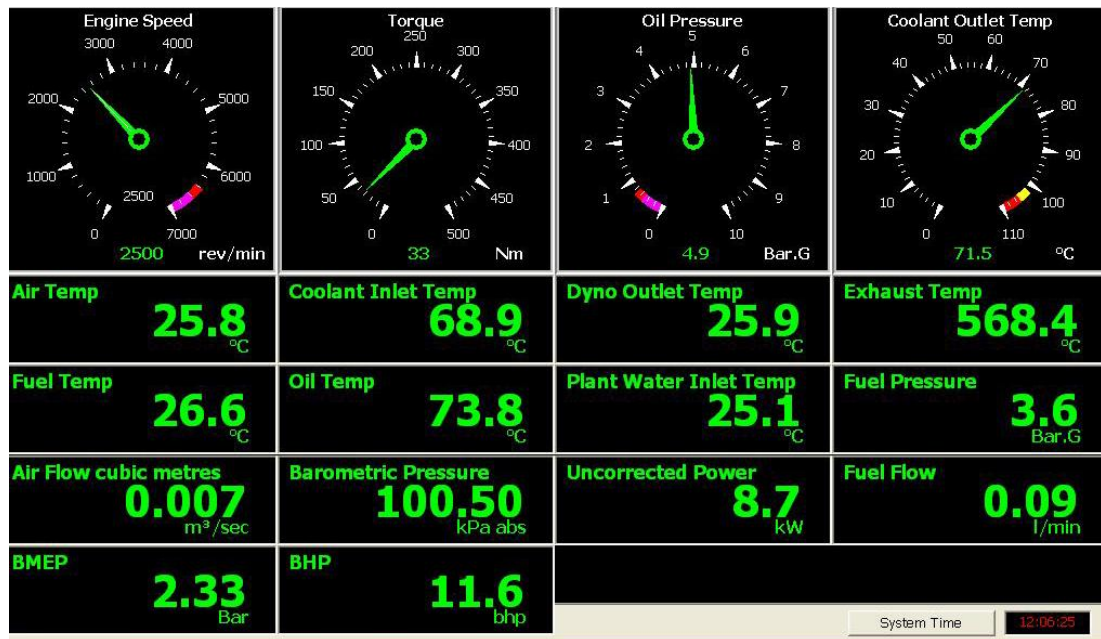 Engine Speed
0
1000
2000
3000
4000
5000
6000
7000
2500
2500 rev/min
Torque
0
50
100
150
200
250
300
350
400
450
500
33 Nm
Oil Pressure
0
1
2
3
4
5
6
7
8
9
10
4.9 Bar.G
Coolant Outlet Temp
10
20
30
40
50
60
70
80
90
100
110
0
71.5 °C
Air Temp
25.8
°C
Coolant Inlet Temp
68.9
°C
Dyno Outlet Temp
25.9
°C
Exhaust Temp
568.4
°C
Fuel Temp
26.6
°C
Oil Temp
73.8
°C
Plant Water Inlet Temp
25.1
°C
Fuel Pressure
3.6
Bar.G
Air Flow cubic metres
0.007
m³/sec
Barometric Pressure
100.50
kPa abs
Uncorrected Power
8.7
kW
Fuel Flow
0.09
l/min
BMEP
2.33
Bar
BHP
11.6
bhp
System Time
12:06:25